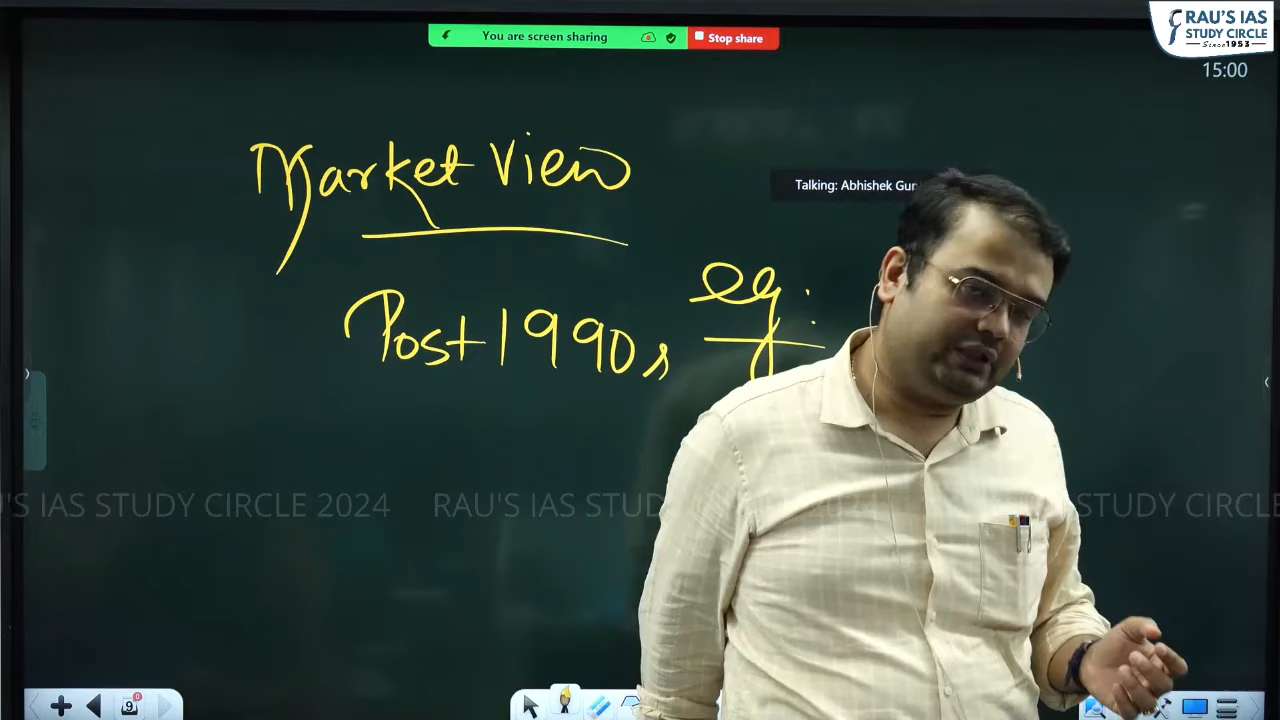 RAU'S IAS
STUDY CIRCLE
Since 1953
You are screen sharing
Stop share
15:00
Market View
Talking: Abhishek Gur
eg:
Post 1990s
'S IAS STUDY CIRCLE 2024 RAU'S IAS STUD STUDY CIRCLE
9